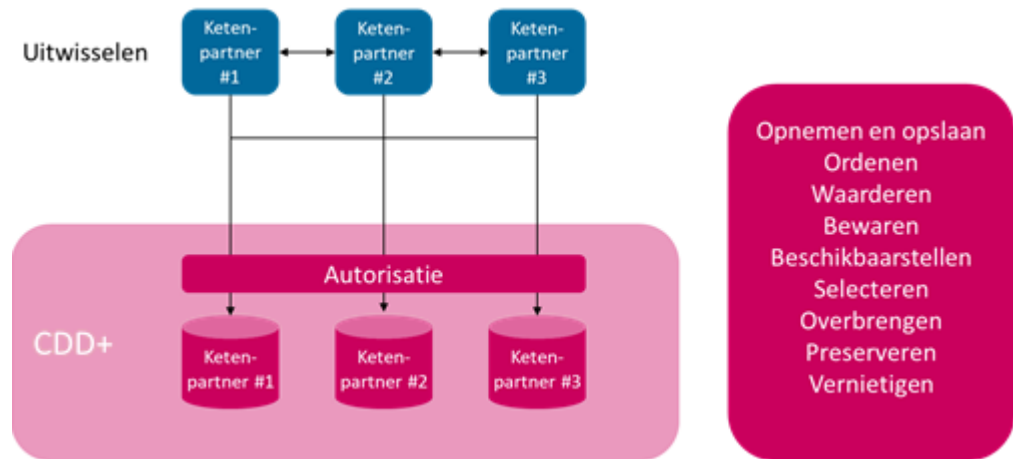 Uitwisselen
Keten-
partner
#1
Keten-
partner
#2
Keten-
partner
#3
CDD+
Autorisatie
Keten-
partner #1
Keten-
partner #2
Keten-
partner #3
Opnemen en opslaan
Ordenen
Waarderen
Bewaren
Beschikbaarstellen
Selecteren
Overbrengen
Preserveren
Vernietigen